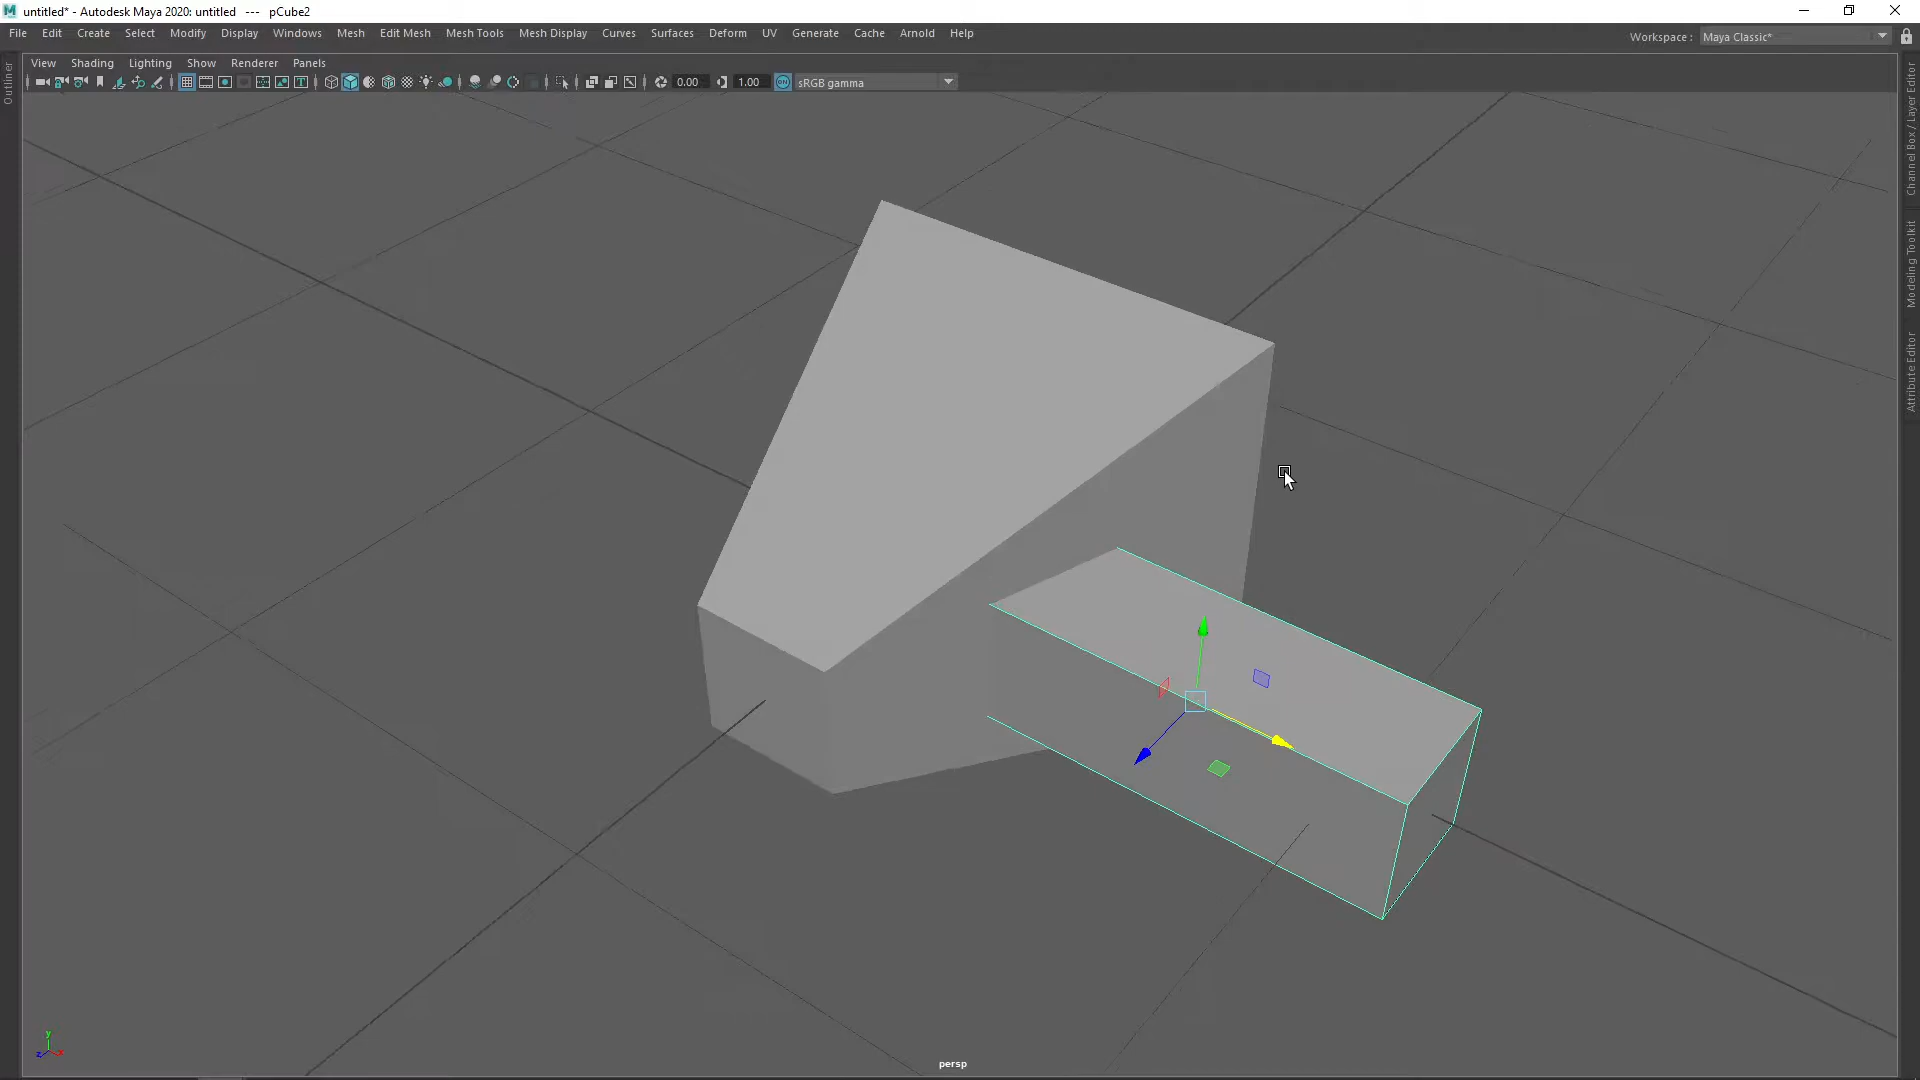 untitled* - Autodesk Maya 2020: untitled --- pCube2
File Edit Create Select Modify Display Windows Mesh Edit Mesh Mesh Tools Mesh Display Curves Surfaces Deform UV Generate Cache Arnold Help
Workspace : Maya Classic*
View Shading Lighting Show Renderer Panels
0.00 1.00 ON sRGB gamma
Outliner
Channel Box / Layer Editor
Modeling Toolkit
Attribute Editor
y
z x
persp